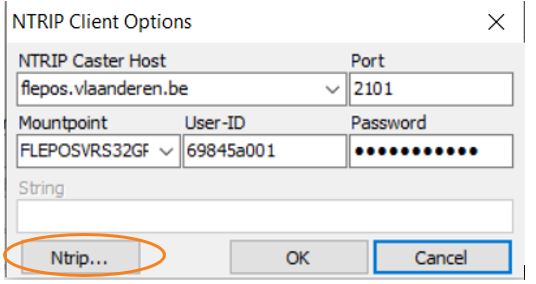 NTRIP Client Options
NTRIP Caster Host Port
flepos.vlaanderen.be 2101
Mountpoint User-ID Password
FLEPOSVRS32GF 69845a001 •••••••••••
String
Ntrip... OK Cancel